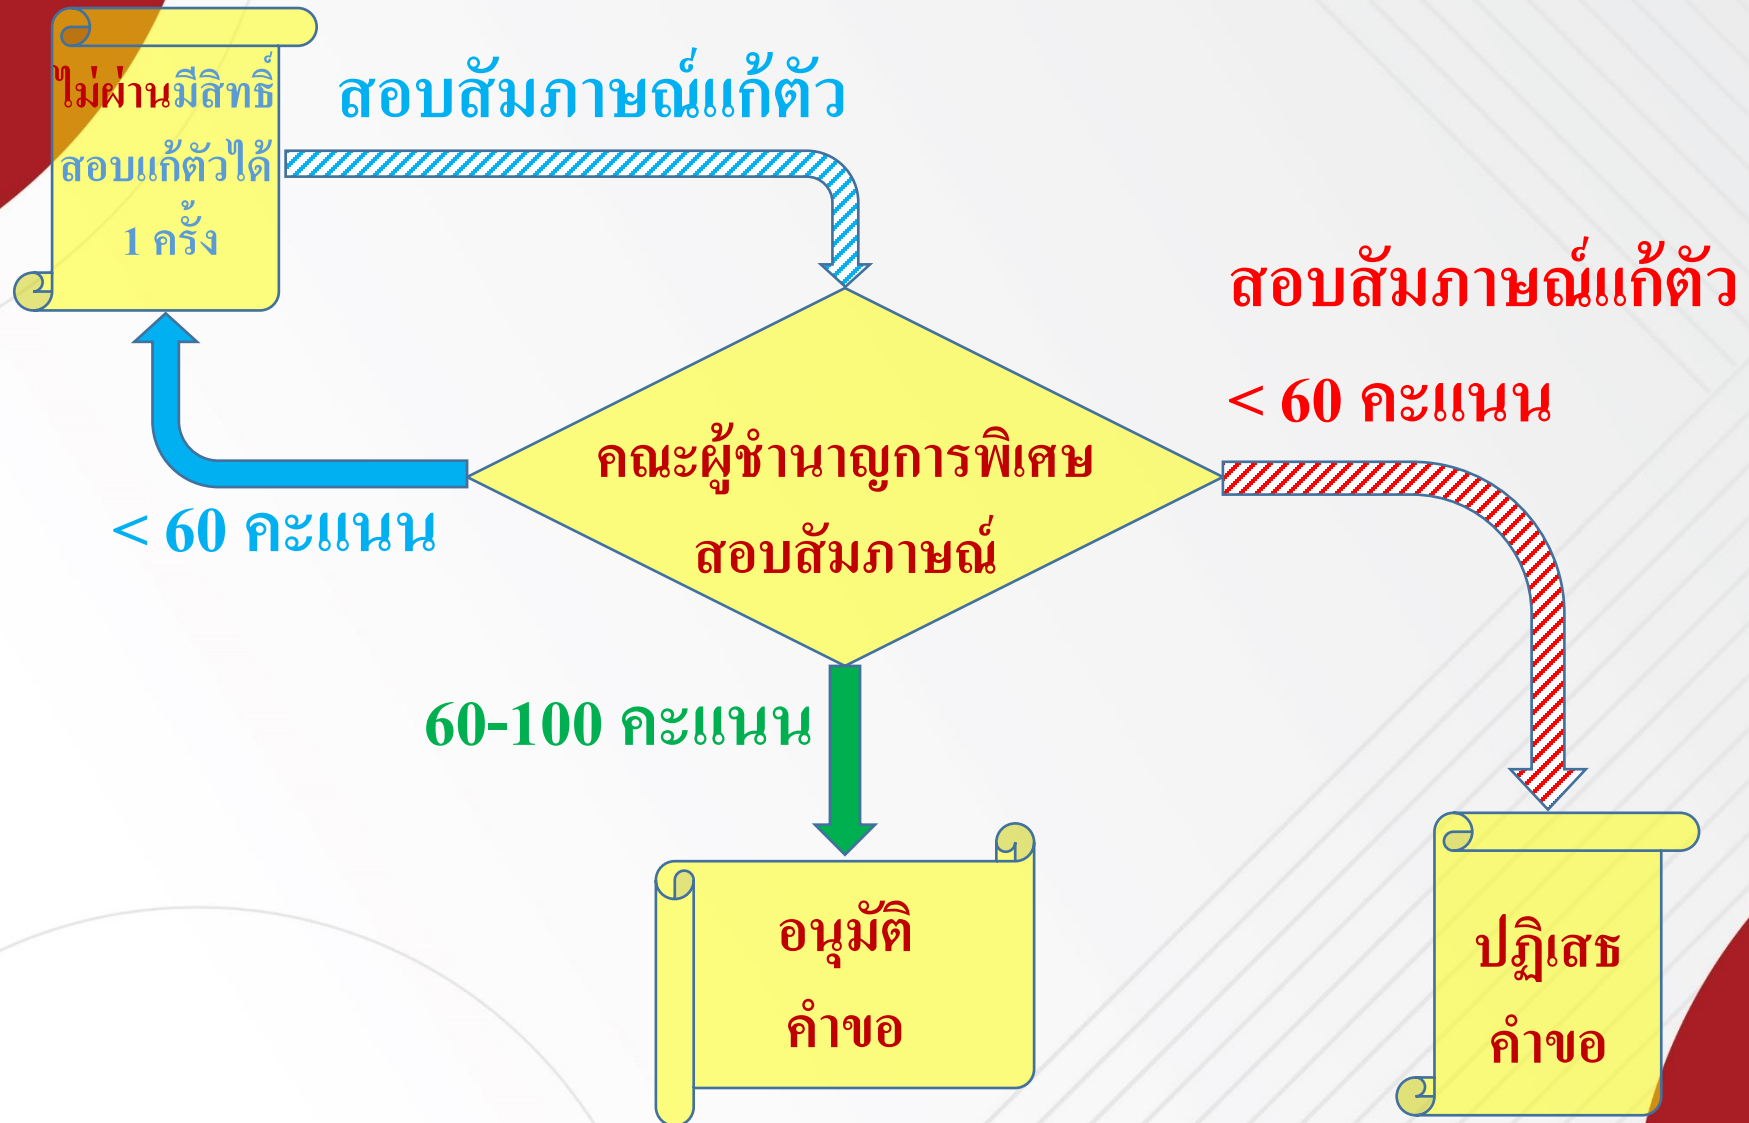 ไม่ผ่านมีสิทธิ์
สอบแก้ตัวได้
1 ครั้ง
สอบสัมภาษณ์แก้ตัว
สอบสัมภาษณ์แก้ตัว
< 60 คะแนน
คณะผู้ชำนาญการพิเศษ
สอบสัมภาษณ์
< 60 คะแนน
60-100 คะแนน
อนุมัติ
คำขอ
ปฏิเสธ
คำขอ